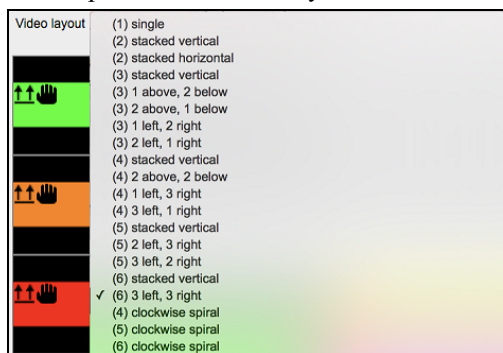 Video layout
(1) single
(2) stacked vertical
(2) stacked horizontal
(3) stacked vertical
(3) 1 above, 2 below
(3) 2 above, 1 below
(3) 1 left, 2 right
(3) 2 left, 1 right
(4) stacked vertical
(4) 2 above, 2 below
(4) 1 left, 3 right
(4) 3 left, 1 right
(5) stacked vertical
(5) 2 left, 3 right
(5) 3 left, 2 right
(6) stacked vertical
✓ (6) 3 left, 3 right
(4) clockwise spiral
(5) clockwise spiral
(6) clockwise spiral